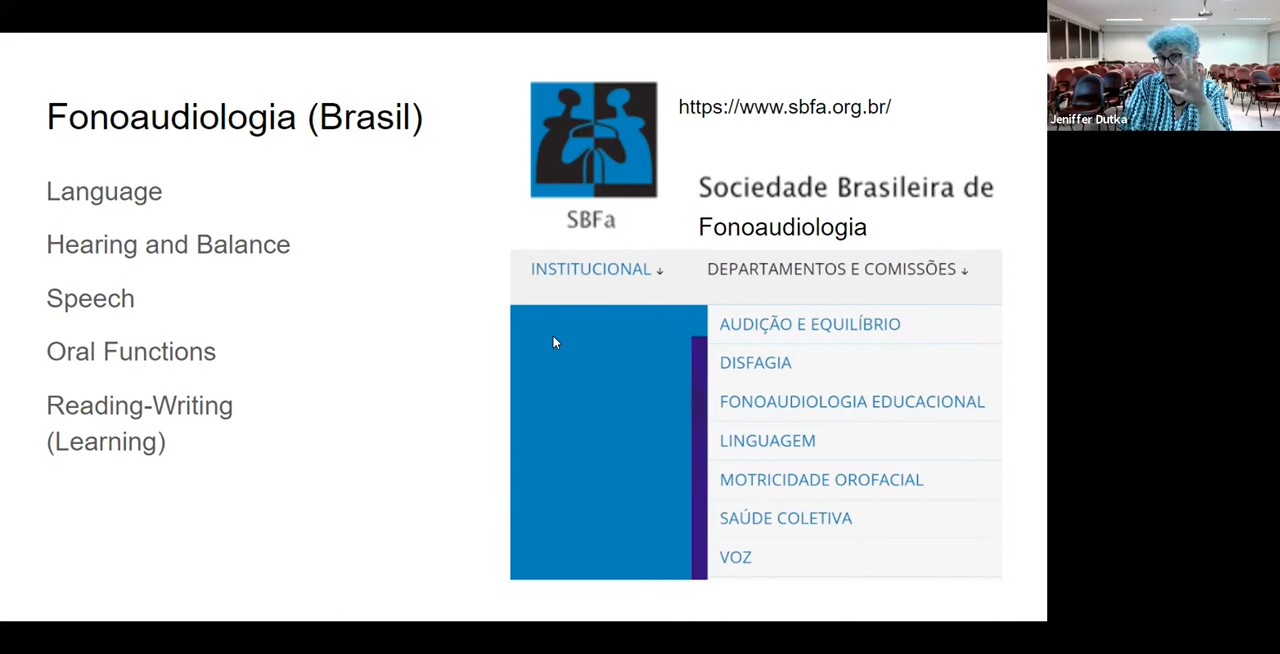 Fonoaudiologia (Brasil)
Language
Hearing and Balance
Speech
Oral Functions
Reading-Writing
(Learning)
SBFa
https://www.sbfa.org.br/
Sociedade Brasileira de
Fonoaudiologia
INSTITUCIONAL ↓
DEPARTAMENTOS E COMISSÕES ↓
AUDIÇÃO E EQUILÍBRIO
DISFAGIA
FONOAUDIOLOGIA EDUCACIONAL
LINGUAGEM
MOTRICIDADE OROFACIAL
SAÚDE COLETIVA
VOZ
Jeniffer Dutka